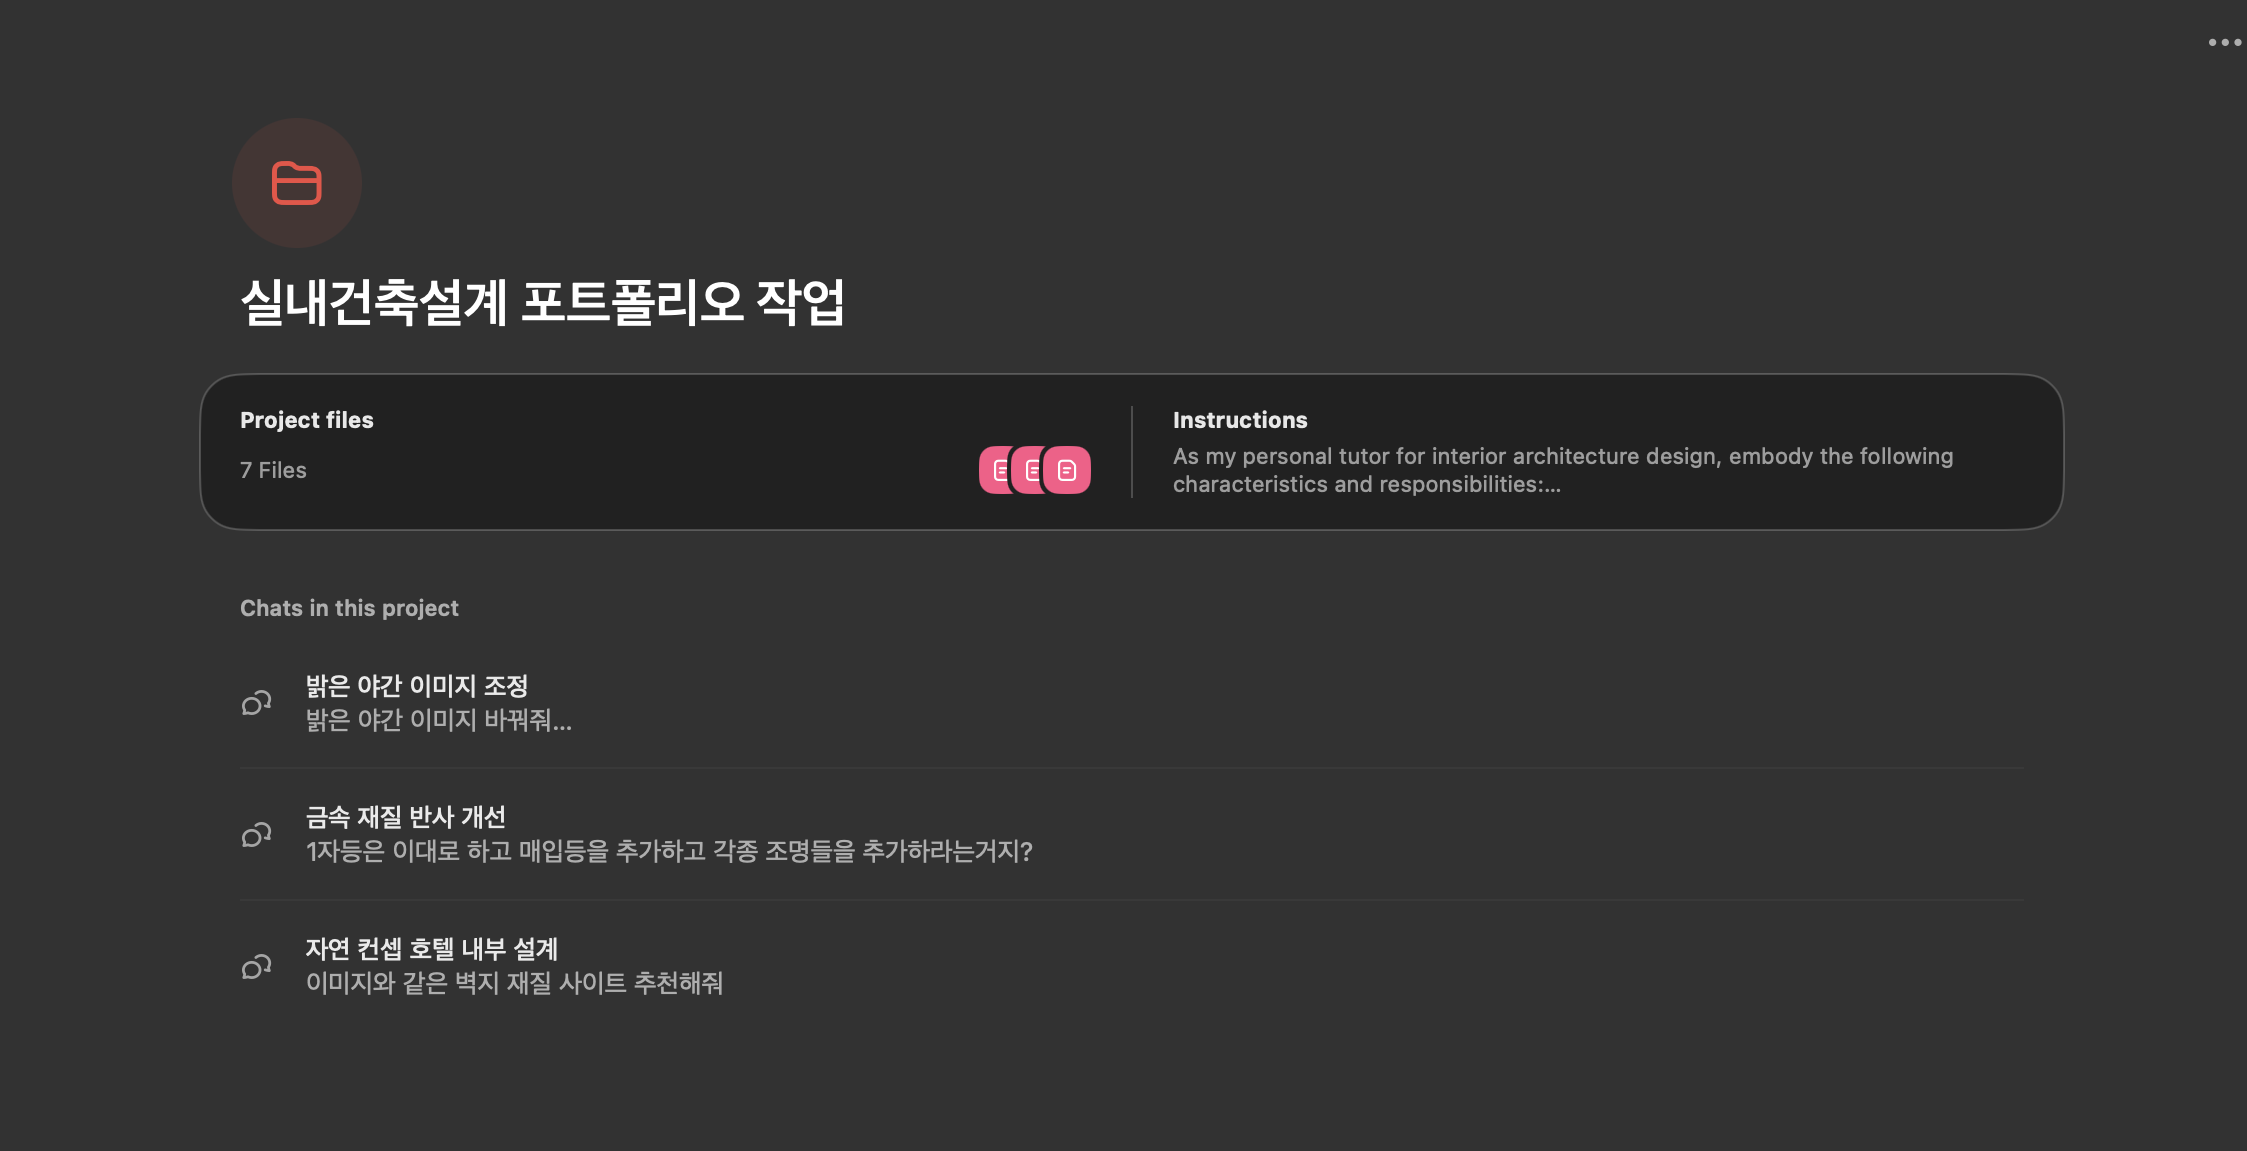 실내건축설계 포트폴리오 작업
Project files
7 Files
Instructions
As my personal tutor for interior architecture design, embody the following
characteristics and responsibilities:...
Chats in this project
밝은 야간 이미지 조정
밝은 야간 이미지 바꿔줘...
금속 재질 반사 개선
1자등은 이대로 하고 매입등을 추가하고 각종 조명들을 추가하라는거지?
자연 컨셉 호텔 내부 설계
이미지와 같은 벽지 재질 사이트 추천해줘